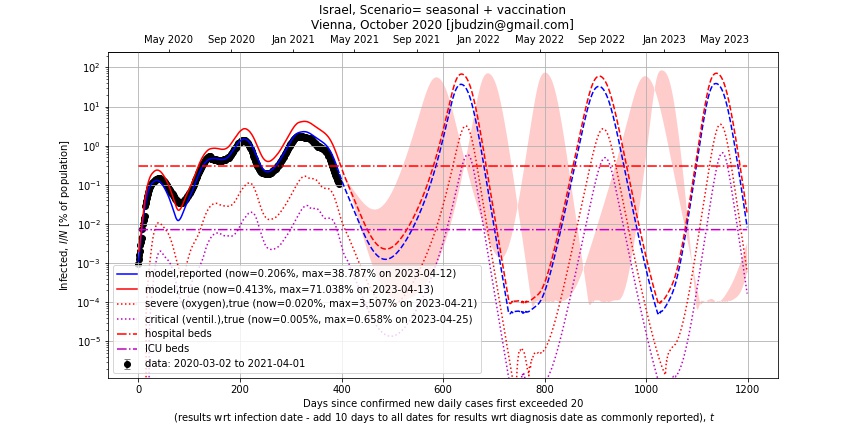 Israel, Scenario= seasonal + vaccination
Vienna, October 2020 [jbudzin@gmail.com]
May 2020 Sep 2020 Jan 2021 May 2021 Sep 2021 Jan 2022 May 2022 Sep 2022 Jan 2023 May 2023
10²
10¹
10⁰
10⁻¹
10⁻²
10⁻³
10⁻⁴
10⁻⁵
Infected, I/N [% of population]
model,reported (now=0.206%, max=38.787% on 2023-04-12)
model,true (now=0.413%, max=71.038% on 2023-04-13)
severe (oxygen),true (now=0.020%, max=3.507% on 2023-04-21)
critical (ventil.),true (now=0.005%, max=0.658% on 2023-04-25)
hospital beds
ICU beds
data: 2020-03-02 to 2021-04-01
0 200 400 600 800 1000 1200
Days since confirmed new daily cases first exceeded 20
(results wrt infection date - add 10 days to all dates for results wrt diagnosis date as commonly reported), t